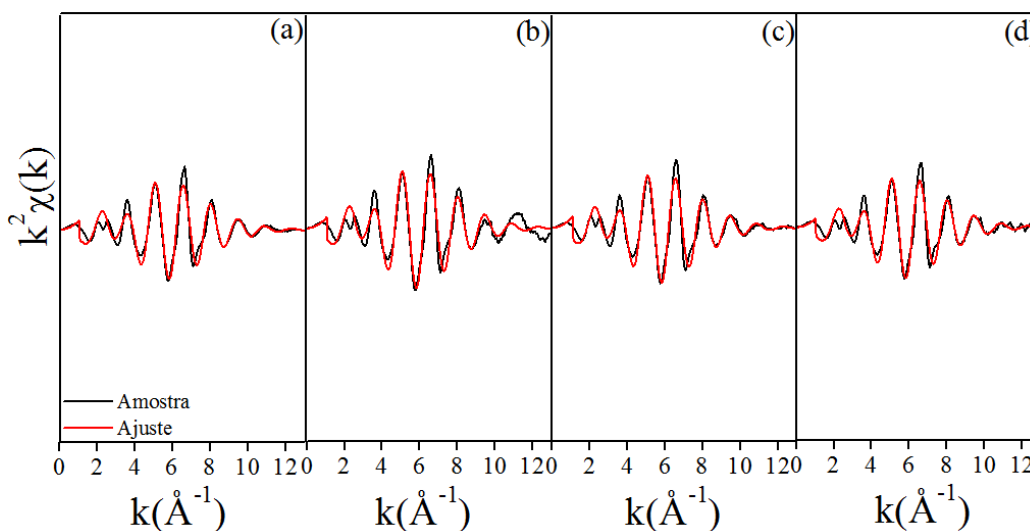 (a) (b) (c) (d)
k² χ(k)
Amostra
Ajuste
0 2 4 6 8 10 12 0 2 4 6 8 10 12 0 2 4 6 8 10 12 0 2 4 6 8 10 12
k(Å⁻¹) k(Å⁻¹) k(Å⁻¹) k(Å⁻¹)